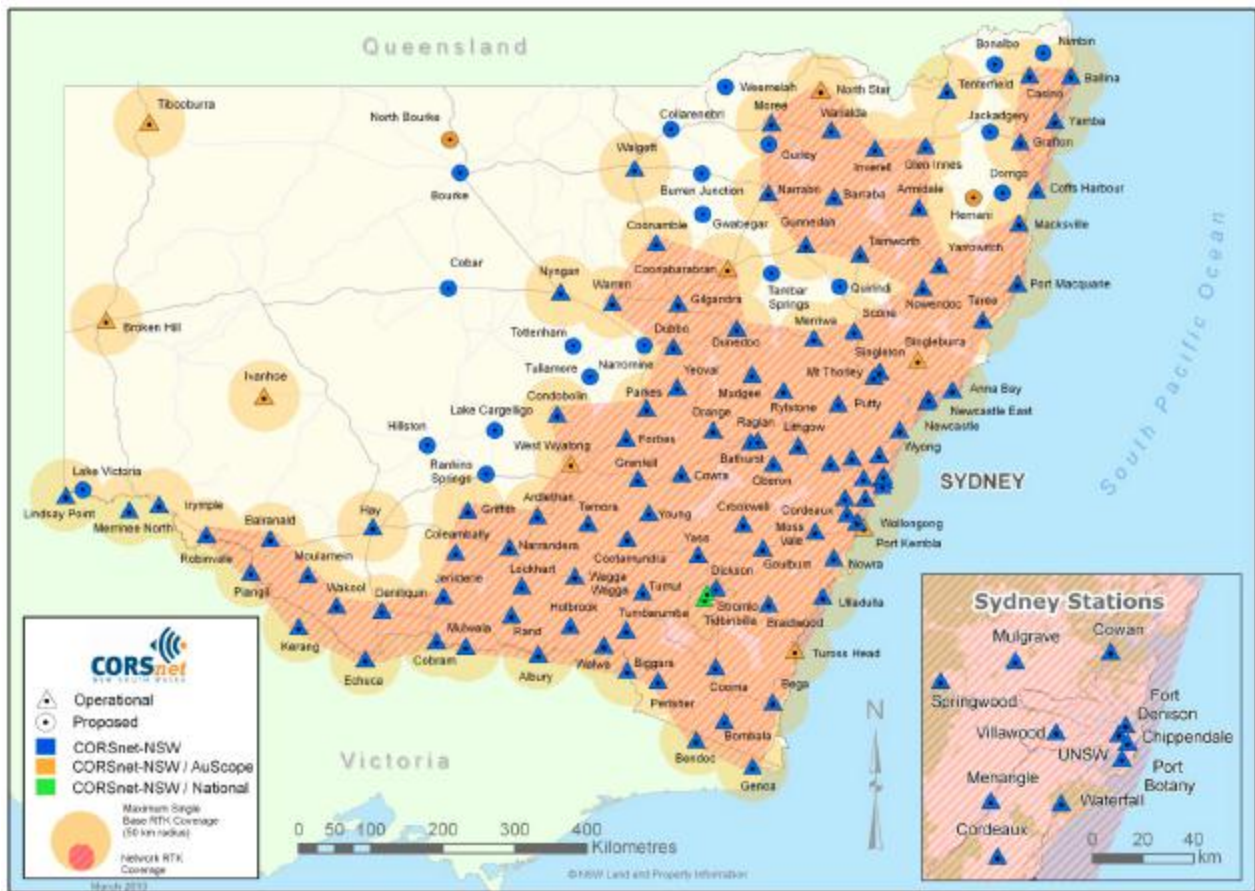 Queensland
Bonalbo
Nimbin
Tibooburra
Weemelah
North Star
Tenterfield
Casino
Ballina
North Bourke
Collarenebri
Moree
Warialda
Jackadgery
Yamba
Walgett
Gurley
Inverell
Glen Innes
Grafton
Bourke
Burren Junction
Narrabri
Barraba
Armidale
Dorrigo
Coffs Harbour
Gwabegar
Gunnedah
Hernani
Macksville
Coonamble
Tamworth
Yarrowitch
Cobar
Nyngan
Coonabarabran
Warren
Gilgandra
Tambar
Springs
Quirindi
Nowendoc
Taree
Port Macquarie
Broken Hill
Tottenham
Dubbo
Dunedoo
Merriwa
Scone
Singleton
Bingleburra
Tullamore
Narromine
Yeoval
Mudgee
Mt Thorley
Anna Bay
Ivanhoe
Condobolin
Parkes
Rylstone
Putty
Newcastle East
Lake Cargelligo
Orange
Raglan
Lithgow
Newcastle
Hillston
West Wyalong
Forbes
Bathurst
Wyong
Lake Victoria
Rankins
Springs
Grenfell
Cowra
Oberon
SYDNEY
Lindsay Point
Merrinee North
Irymple
Balranald
Hay
Griffith
Ardlethan
Temora
Young
Crookwell
Cordeaux
Wollongong
Port Kembla
Robinvale
Moulamein
Coleambally
Narrandera
Cootamundra
Yass
Moss
Vale
Goulburn
Nowra
Piangil
Wakool
Deniliquin
Jerilderie
Lockhart
Wagga
Wagga
Tumut
Dickson
Stromlo
Tidbinbilla
Braidwood
Ulladulla
Kerang
Mulwala
Rand
Holbrook
Tumbarumba
Tuross Head
Echuca
Cobram
Albury
Walwa
Biggara
Cooma
Bega
Perisher
Bombala
Bendoc
Genoa
Victoria
South Pacific Ocean
N
CORSnet
NEW SOUTH WALES
Operational
Proposed
CORSnet-NSW
CORSnet-NSW / AuScope
CORSnet-NSW / National
Maximum Single
Base RTK Coverage
(50 km radius)
Network RTK
Coverage
March 2013
0 50 100 200 300 400
Kilometres
© NSW Land and Property Information
Sydney Stations
Mulgrave
Cowan
Springwood
Fort
Denison
Villawood
Chippendale
UNSW
Menangle
Port
Botany
Waterfall
Cordeaux
0 20 40
km